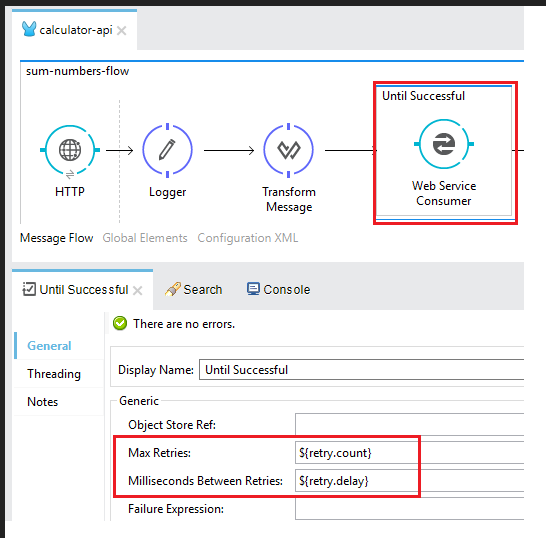 calculator-api
sum-numbers-flow
Until Successful
HTTP
Logger
Transform
Message
Web Service
Consumer
Message Flow Global Elements Configuration XML
Until Successful Search Console
There are no errors.
General
Threading
Notes
Display Name: Until Successful
Generic
Object Store Ref:
Max Retries: ${retry.count}
Milliseconds Between Retries: ${retry.delay}
Failure Expression: